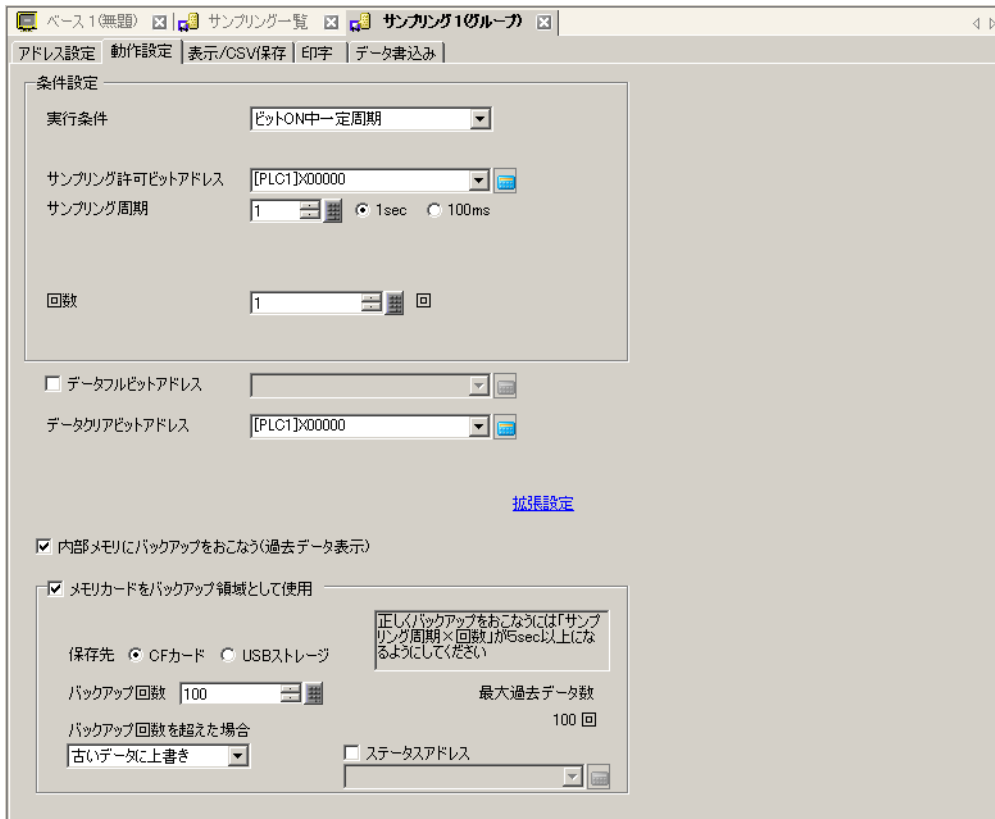 ベース 1(無題) サンプリング一覧 サンプリング 1(グループ)
アドレス設定 動作設定 表示/CSV保存 印字 データ書込み
条件設定
実行条件 ビットON中一定周期
サンプリング許可ビットアドレス [PLC1]X00000
サンプリング周期 1 1sec 100ms
回数 1 回
データフルビットアドレス
データクリアビットアドレス [PLC1]X00000
拡張設定
内部メモリにバックアップをおこなう(過去データ表示)
メモリカードをバックアップ領域として使用
正しくバックアップをおこなうには「サンプ
リング周期×回数」が5sec以上にな
るようにしてください
保存先 CFカード USBストレージ
バックアップ回数 100 最大過去データ数
100 回
バックアップ回数を超えた場合
古いデータに上書き ステータスアドレス